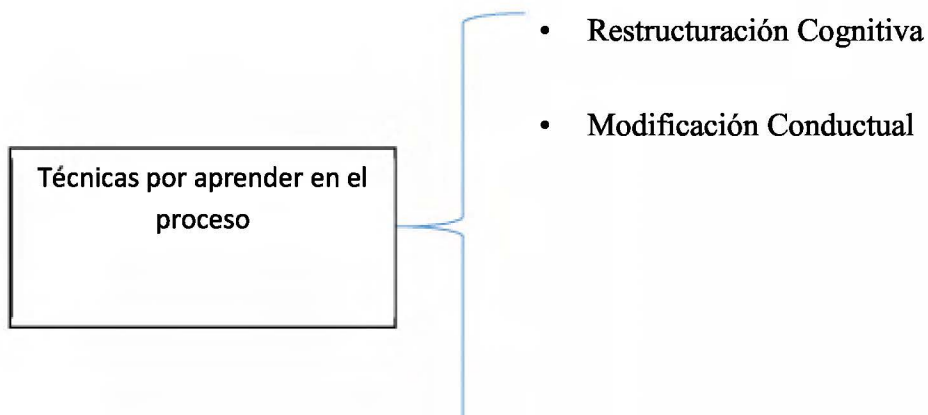 • Restructuración Cognitiva
• Modificación Conductual
Técnicas por aprender en el
proceso